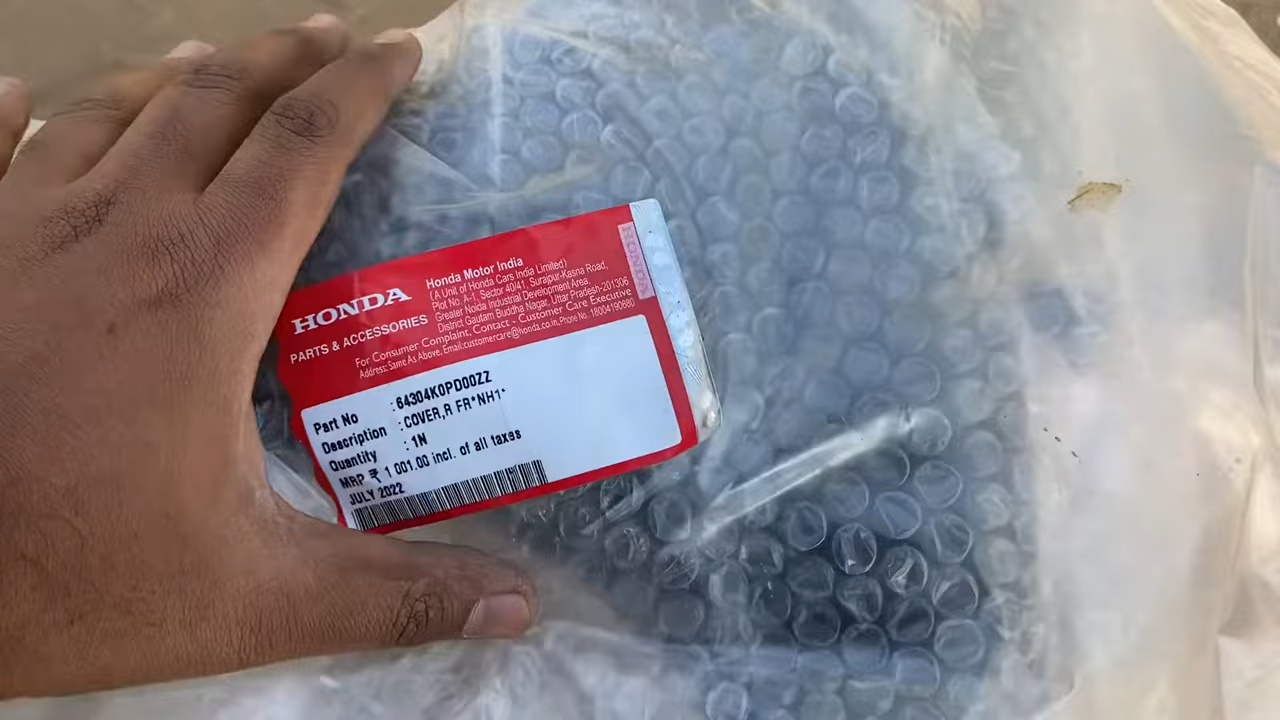 HONDA
PARTS & ACCESSORIES
Honda Motor India
(A Unit of Honda Cars India Limited)
Plot No. A-1, Sector 40/41, Surajpur-Kasna Road,
Greater Noida Industrial Development Area,
District Gautam Buddha Nagar, Uttar Pradesh-201306
For Consumer Complaint, Contact - Customer Care Executive
Address: Same As Above, Email:customercare@honda.co.in, Phone No.:18004190680
HONDA
Part No : 64304K0PD00ZZ
Description : COVER,R FR*NH1*
Quantity : 1N
MRP ₹ 1 001.00 incl. of all taxes
JULY 2022